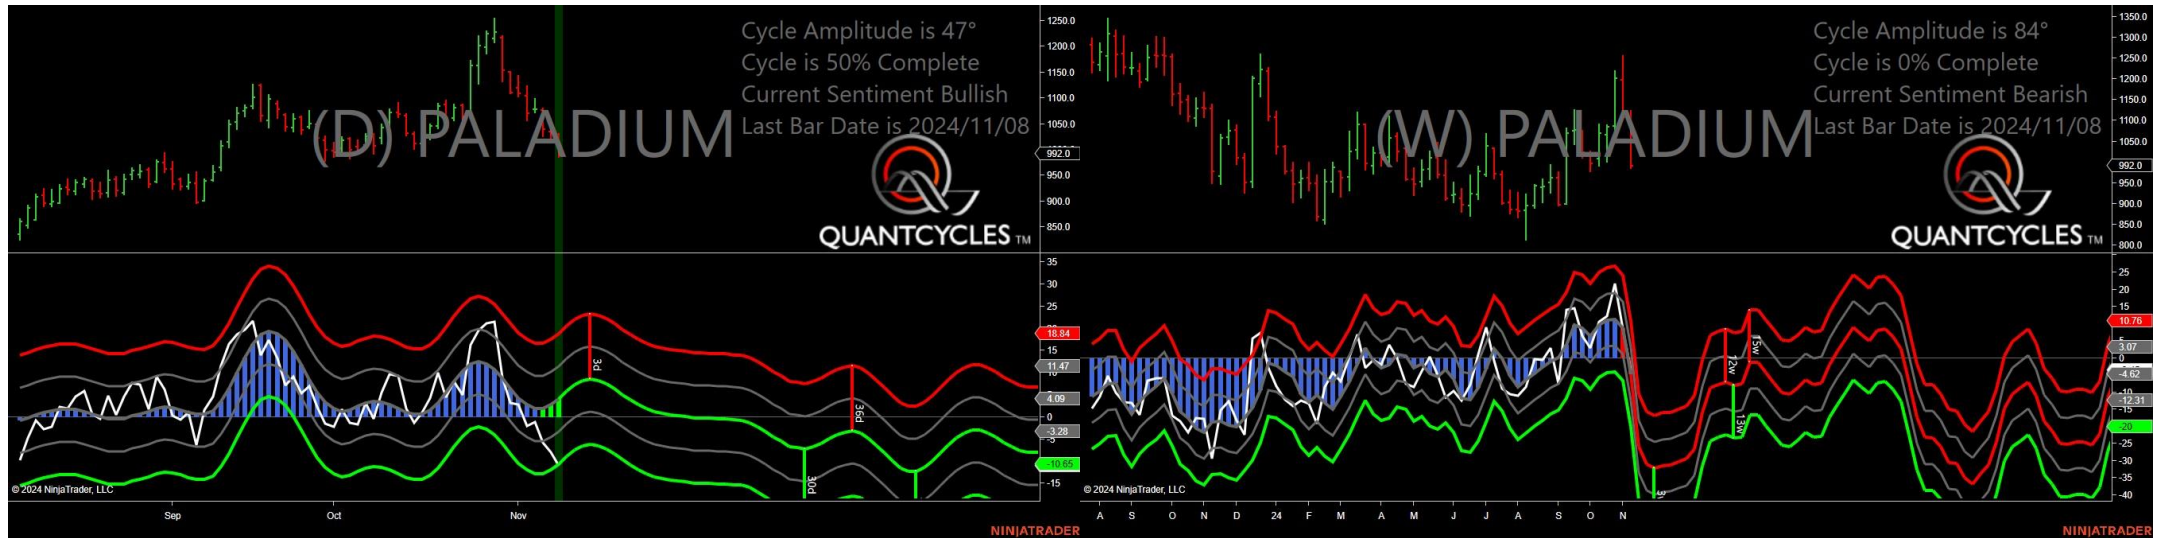 Cycle Amplitude is 47°
Cycle is 50% Complete
Current Sentiment Bullish
Last Bar Date is 2024/11/08
(D) PALADIUM
QUANTCYCLES TM
1250.0
1200.0
1150.0
1100.0
1050.0
992.0
950.0
900.0
850.0
35
30
25
18.84
15
11.47
4.09
0
-3.28
-10.65
-15
3d
36d
30d
© 2024 NinjaTrader, LLC
Sep
Oct
Nov
NINJATRADER
Cycle Amplitude is 84°
Cycle is 0% Complete
Current Sentiment Bearish
Last Bar Date is 2024/11/08
(W) PALADIUM
QUANTCYCLES TM
1350.0
1300.0
1250.0
1200.0
1150.0
1100.0
1050.0
992.0
950.0
900.0
850.0
800.0
25
20
15
10.76
3.07
0
-4.62
-12.31
-15
-20
-25
-30
-35
-40
12w
15w
13w
© 2024 NinjaTrader, LLC
A S O N D 24 F M A M J J A S O N
NINJATRADER